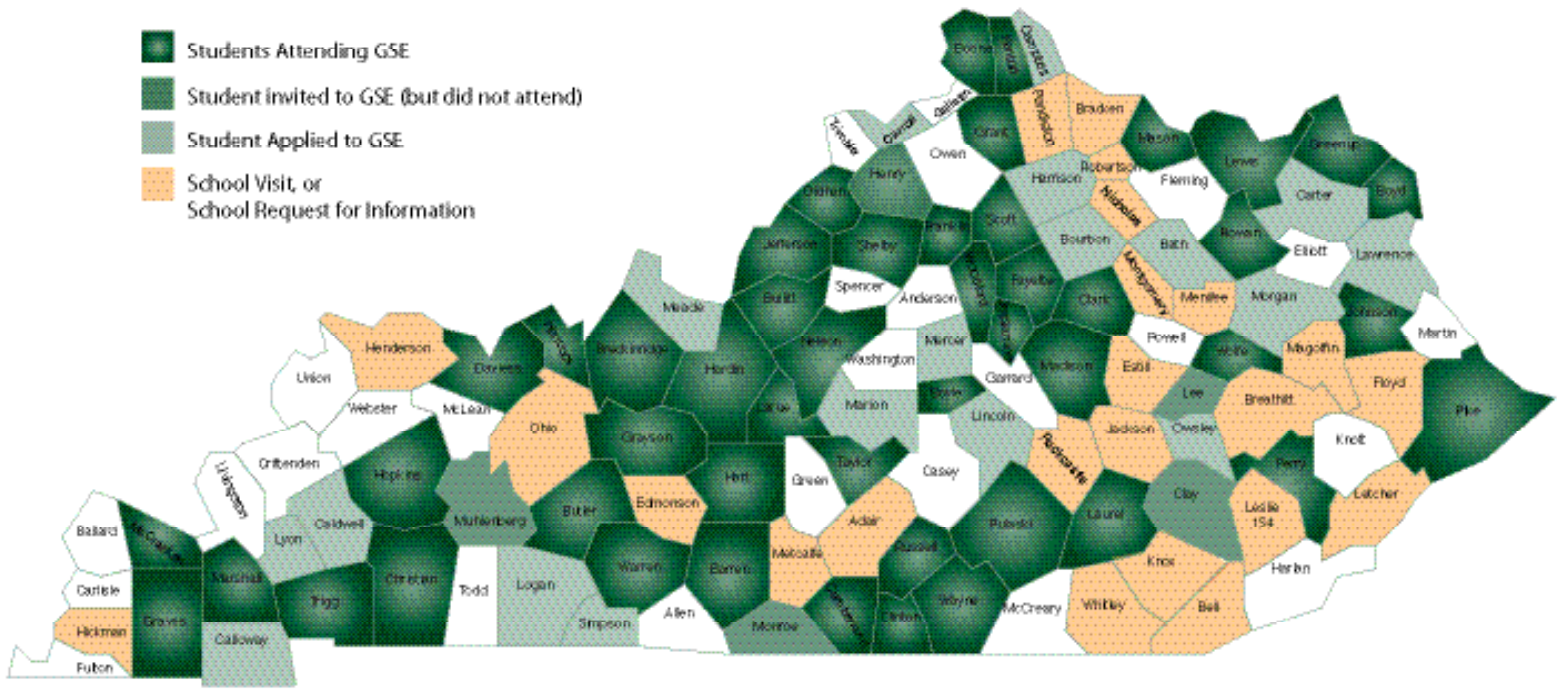 Students Attending GSE
Student invited to GSE (but did not attend)
Student Applied to GSE
School Visit, or
School Request for Information
Boone
Kenton
Campbell
Gallatin
Pendleton
Bracken
Trimble
Carroll
Grant
Mason
Lewis
Greenup
Owen
Robertson
Fleming
Henry
Harrison
Carter
Boyd
Oldham
Nicholas
Scott
Franklin
Jefferson
Shelby
Bourbon
Bath
Rowan
Elliott
Lawrence
Spencer
Anderson
Woodford
Fayette
Clark
Montgomery
Menifee
Morgan
Bullitt
Meade
Johnson
Martin
Powell
Nelson
Mercer
Wolfe
Magoffin
Henderson
Breckinridge
Hardin
Washington
Garrard
Madison
Estill
Floyd
Union
Daviess
Lee
Breathitt
Pike
Webster
McLean
Larue
Marion
Lincoln
Boyle
Ohio
Jackson
Owsley
Knott
Grayson
Crittenden
Livingston
Hopkins
Hart
Green
Taylor
Casey
Rockcastle
Perry
Clay
Letcher
Leslie
154
Ballard
McCracken
Lyon
Caldwell
Muhlenberg
Butler
Edmonson
Adair
Pulaski
Laurel
Metcalfe
Russell
Knox
Harlan
Carlisle
Marshall
Trigg
Christian
Todd
Logan
Warren
Barren
Wayne
McCreary
Whitley
Bell
Hickman
Graves
Calloway
Simpson
Allen
Monroe
Clinton
Fulton